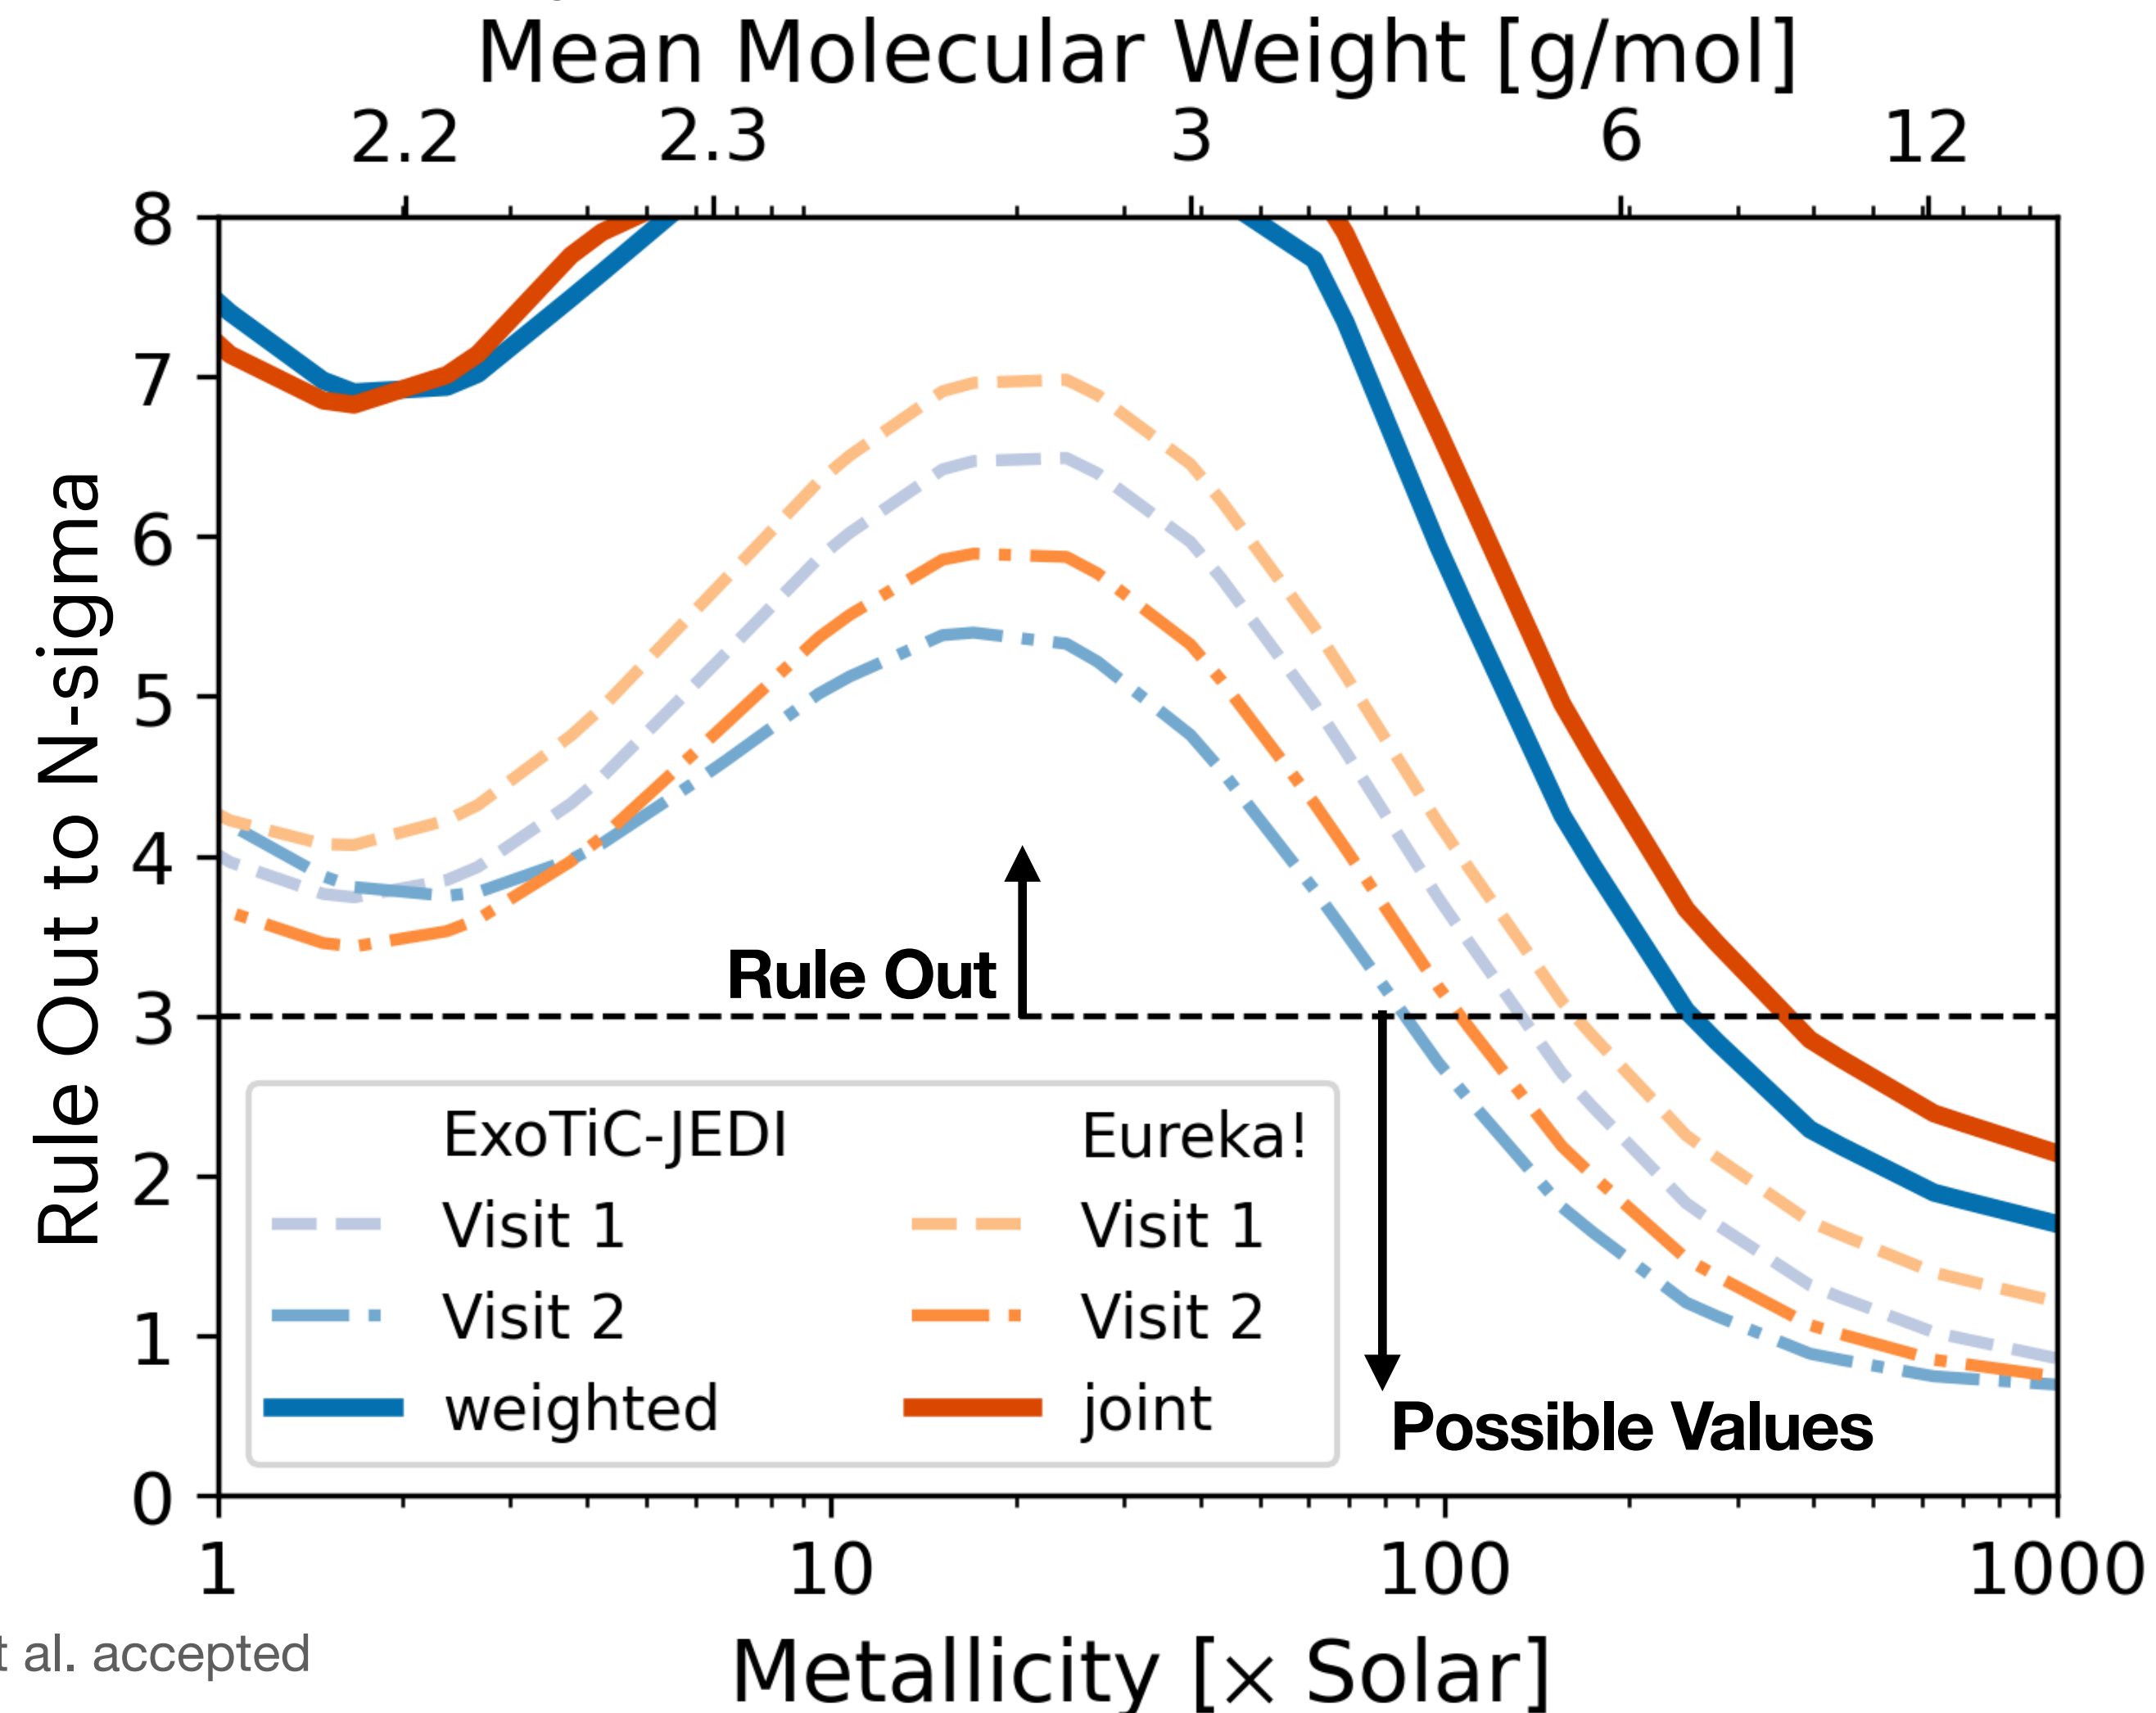 Mean Molecular Weight [g/mol]
2.2 2.3 3 6 12
8
7
6
5
4
3
2
1
0
Rule Out to N-sigma
Rule Out
ExoTiC-JEDI Eureka!
Visit 1 Visit 1
Visit 2 Visit 2
weighted joint
Possible Values
1 10 100 1000
Metallicity [× Solar]
et al. accepted